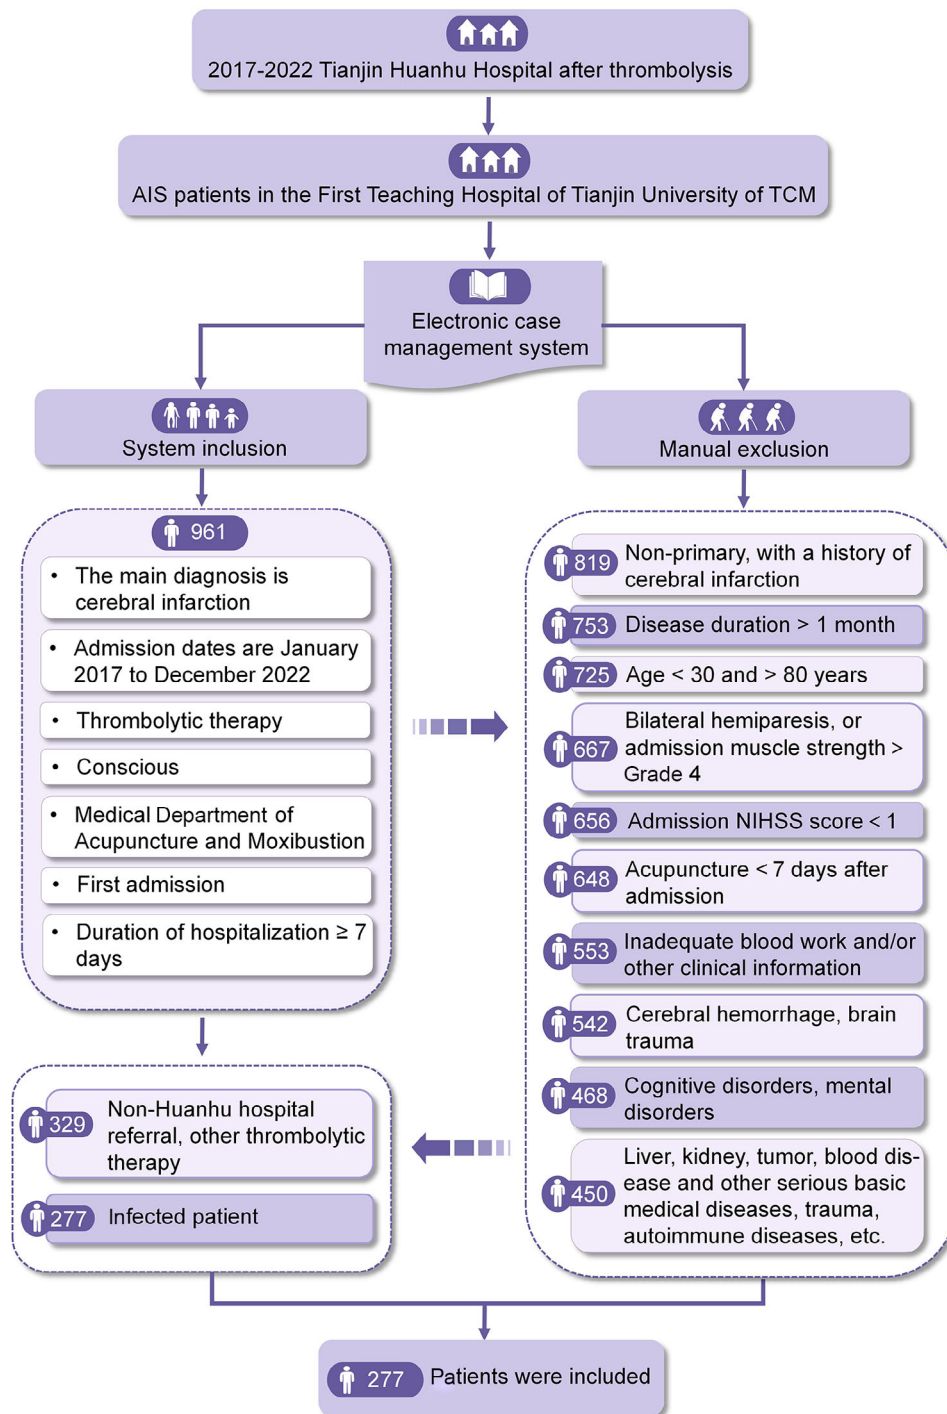 2017-2022 Tianjin Huanhu Hospital after thrombolysis
AIS patients in the First Teaching Hospital of Tianjin University of TCM
Electronic case
management system
System inclusion
961
• The main diagnosis is
cerebral infarction
• Admission dates are January
2017 to December 2022
• Thrombolytic therapy
• Conscious
• Medical Department of
Acupuncture and Moxibustion
• First admission
• Duration of hospitalization ≥ 7
days
Manual exclusion
819 Non-primary, with a history of
cerebral infarction
753 Disease duration > 1 month
725 Age < 30 and > 80 years
667 Bilateral hemiparesis, or
admission muscle strength >
Grade 4
656 Admission NIHSS score < 1
648 Acupuncture < 7 days after
admission
553 Inadequate blood work and/or
other clinical information
542 Cerebral hemorrhage, brain
trauma
468 Cognitive disorders, mental
disorders
450 Liver, kidney, tumor, blood dis-
ease and other serious basic
medical diseases, trauma,
autoimmune diseases, etc.
329 Non-Huanhu hospital
referral, other thrombolytic
therapy
277 Infected patient
277 Patients were included